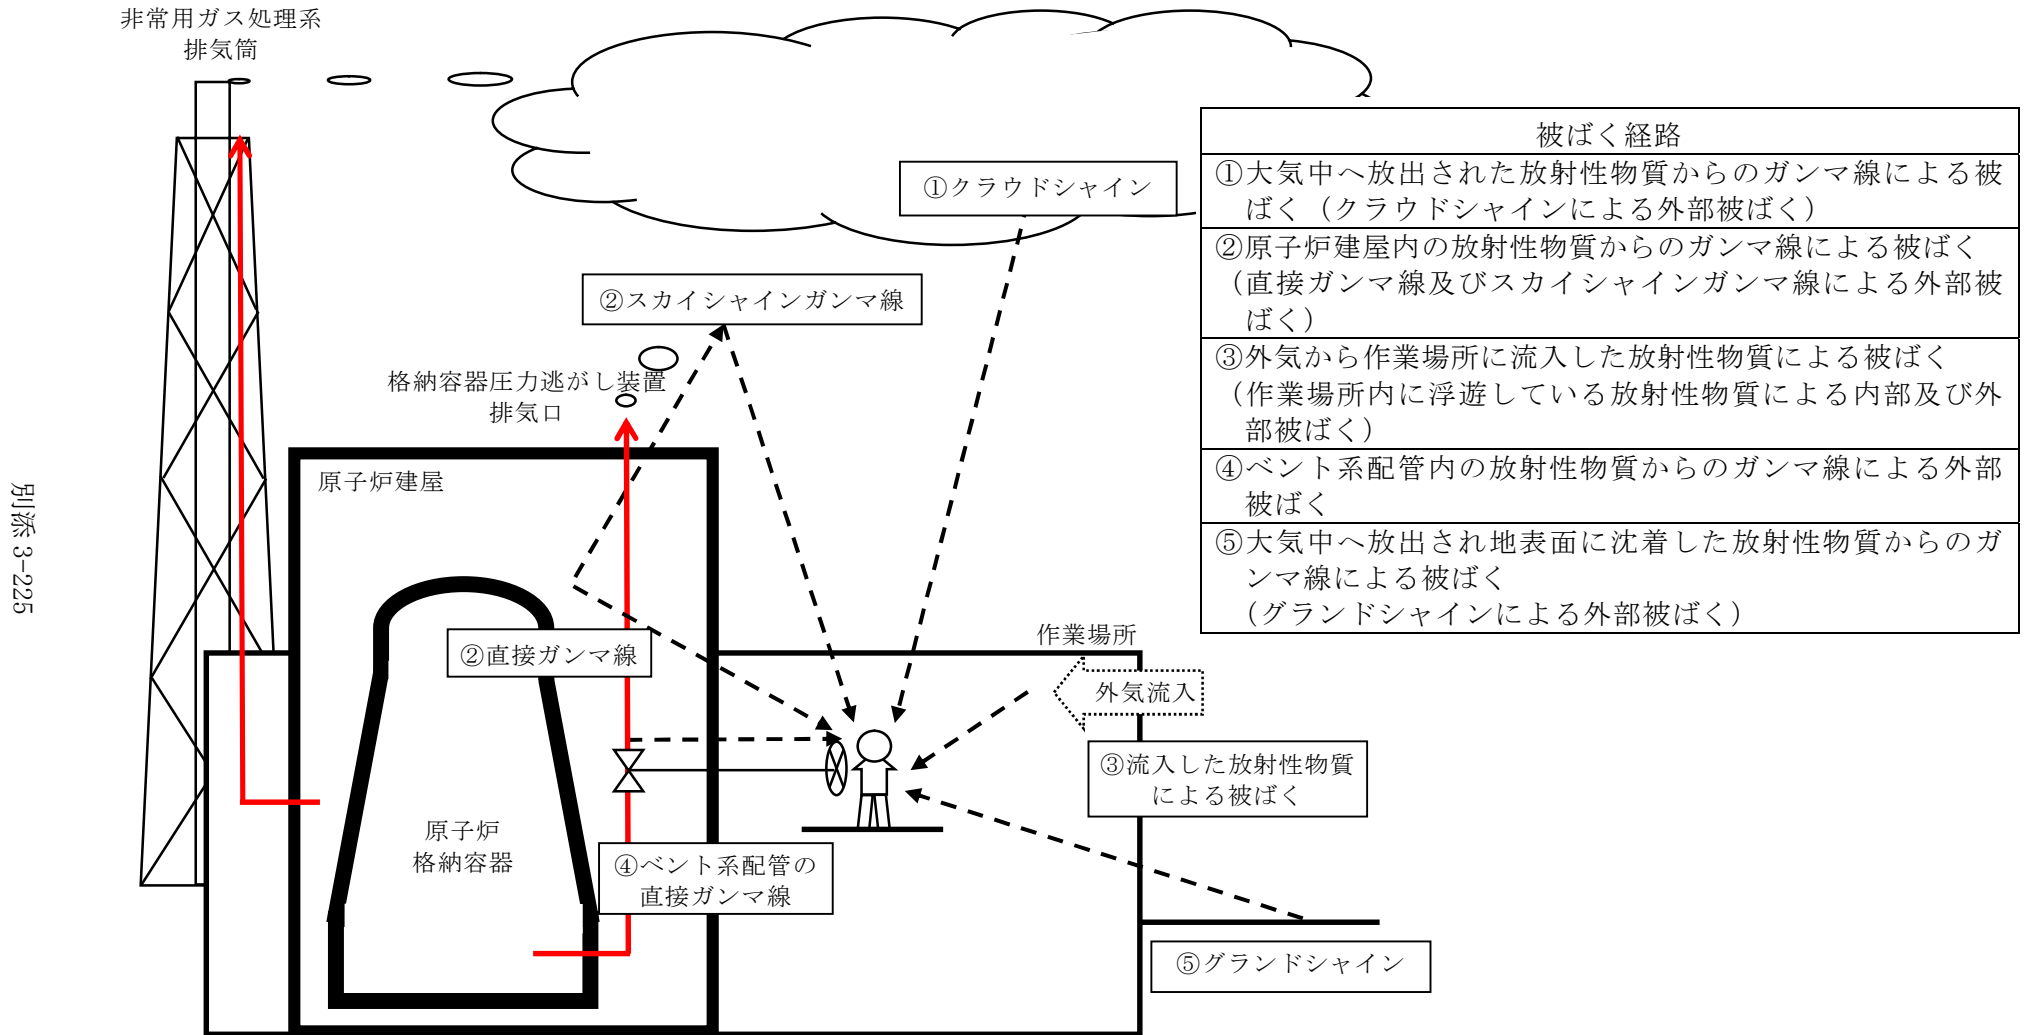 非常用ガス処理系
排気筒
①クラウドシャイン
②スカイシャインガンマ線
格納容器圧力逃がし装置
排気口
原子炉建屋
②直接ガンマ線
作業場所
外気流入
③流入した放射性物質
による被ばく
原子炉
格納容器
④ベント系配管の
直接ガンマ線
⑤グランドシャイン
被ばく経路
①大気中へ放出された放射性物質からのガンマ線による被
ばく（クラウドシャインによる外部被ばく）
②原子炉建屋内の放射性物質からのガンマ線による被ばく
（直接ガンマ線及びスカイシャインガンマ線による外部被
ばく）
③外気から作業場所に流入した放射性物質による被ばく
（作業場所内に浮遊している放射性物質による内部及び外
部被ばく）
④ベント系配管内の放射性物質からのガンマ線による外部
被ばく
⑤大気中へ放出され地表面に沈着した放射性物質からのガ
ンマ線による被ばく
（グランドシャインによる外部被ばく）
別添 3-225